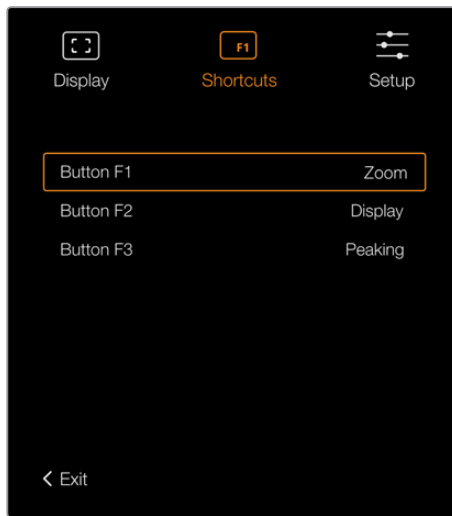 F1
Display Shortcuts Setup
Button F1 Zoom
Button F2 Display
Button F3 Peaking
Exit